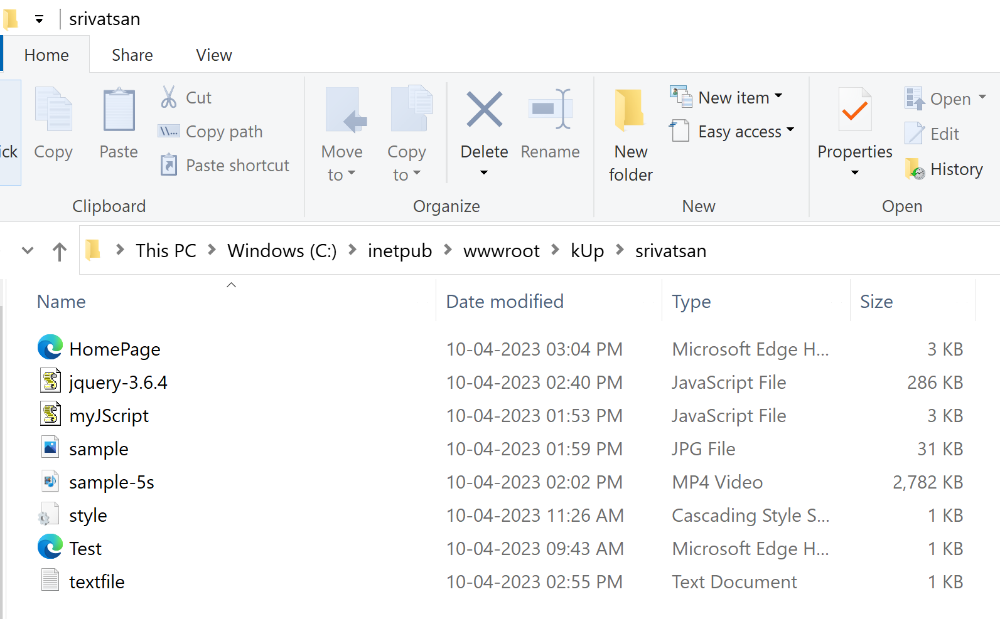 srivatsan
Home Share View
ick Copy Paste Cut Copy path Paste shortcut
Clipboard
Move to Copy to Delete Rename
Organize
New folder New item Easy access
New
Properties Open Edit History
Open
This PC Windows (C:) inetpub wwwroot kUp srivatsan
Name Date modified Type Size
HomePage 10-04-2023 03:04 PM Microsoft Edge H... 3 KB
jquery-3.6.4 10-04-2023 02:40 PM JavaScript File 286 KB
myJScript 10-04-2023 01:53 PM JavaScript File 3 KB
sample 10-04-2023 01:59 PM JPG File 31 KB
sample-5s 10-04-2023 02:02 PM MP4 Video 2,782 KB
style 10-04-2023 11:26 AM Cascading Style S... 1 KB
Test 10-04-2023 09:43 AM Microsoft Edge H... 1 KB
textfile 10-04-2023 02:55 PM Text Document 1 KB